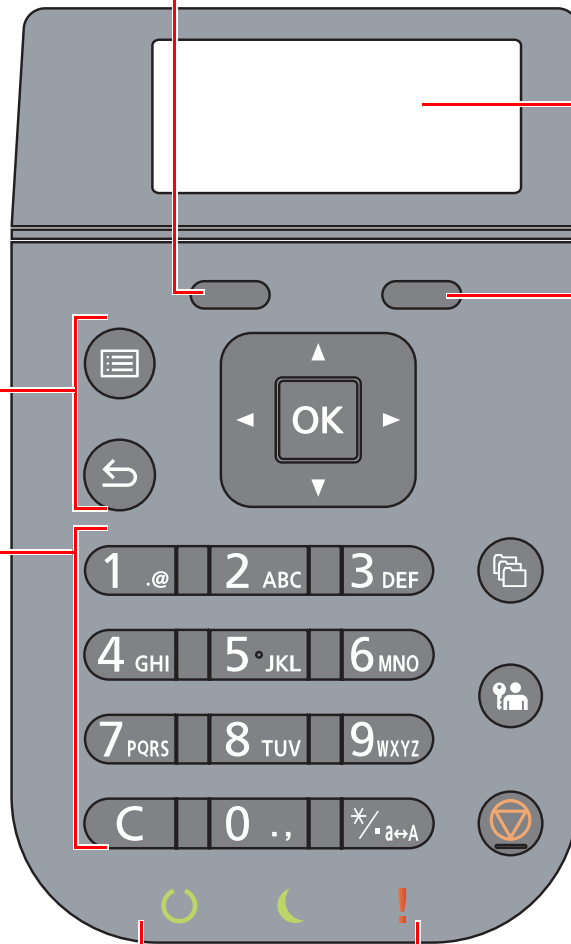 OK
1 .@ 2 ABC 3 DEF
4 GHI 5 JKL 6 MNO
7 PQRS 8 TUV 9 WXYZ
C 0 ., */. a↔A
!